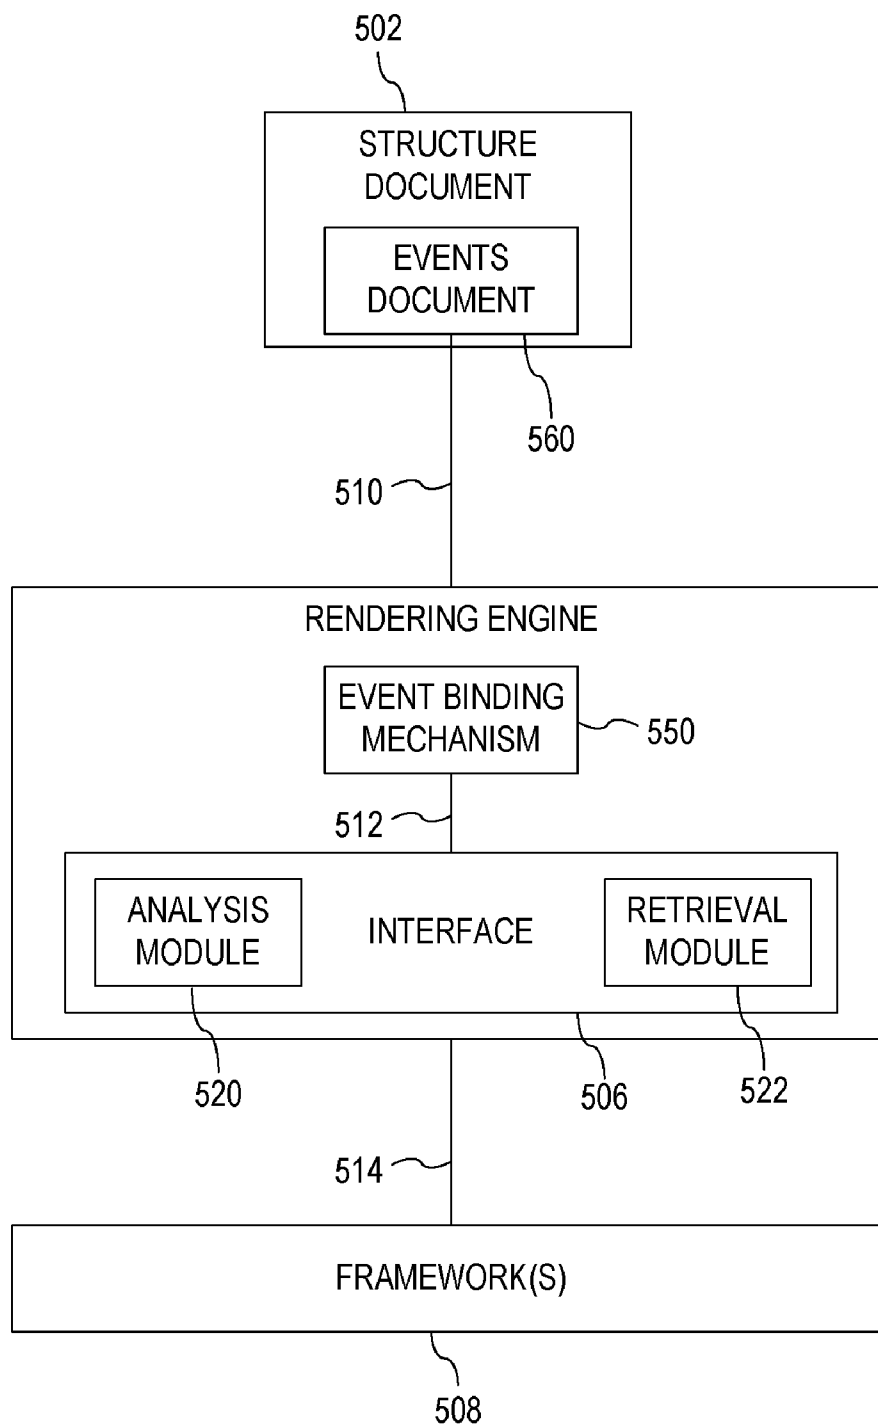 502
STRUCTURE
DOCUMENT
EVENTS
DOCUMENT
560
510
RENDERING ENGINE
EVENT BINDING
MECHANISM
550
512
ANALYSIS
MODULE
INTERFACE
RETRIEVAL
MODULE
520
506
522
514
FRAMEWORK(S)
508